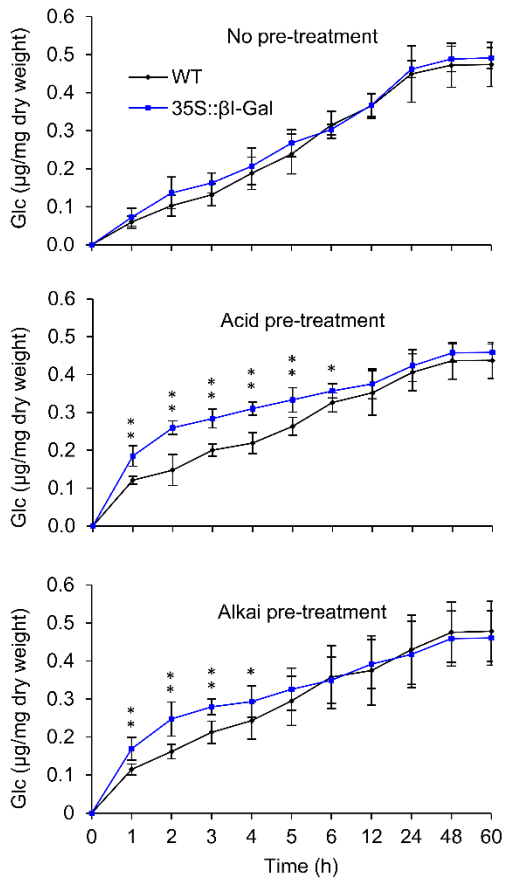 No pre-treatment
WT
35S::βI-Gal
Glc (µg/mg dry weight)
0.6
0.5
0.4
0.3
0.2
0.1
0.0
Acid pre-treatment
Glc (µg/mg dry weight)
0.6
0.5
0.4
0.3
0.2
0.1
0.0
** ** ** ** ** *
Alkai pre-treatment
Glc (µg/mg dry weight)
0.6
0.5
0.4
0.3
0.2
0.1
0
** ** ** *
0 1 2 3 4 5 6 12 24 48 60
Time (h)